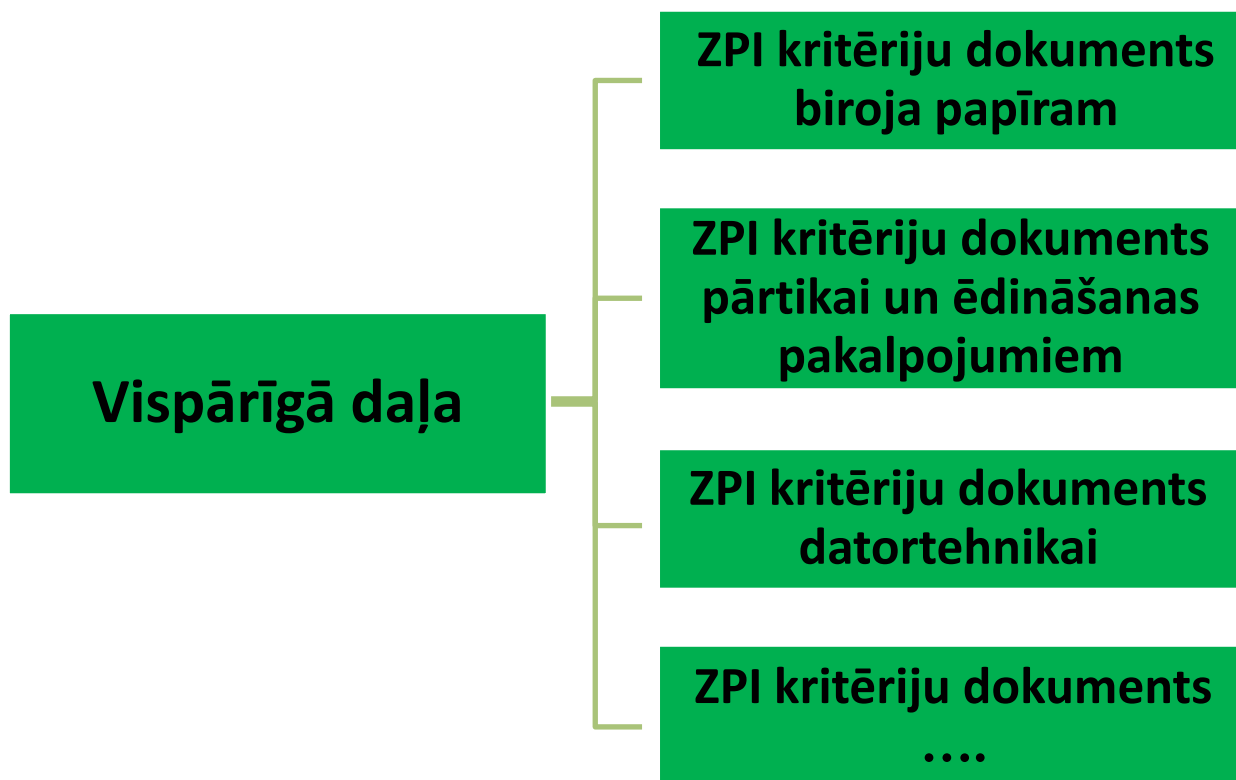 Vispārīgā daļa
ZPI kritēriju dokuments
biroja papīram
ZPI kritēriju dokuments
pārtikai un ēdināšanas
pakalpojumiem
ZPI kritēriju dokuments
datortehnikai
ZPI kritēriju dokuments
....